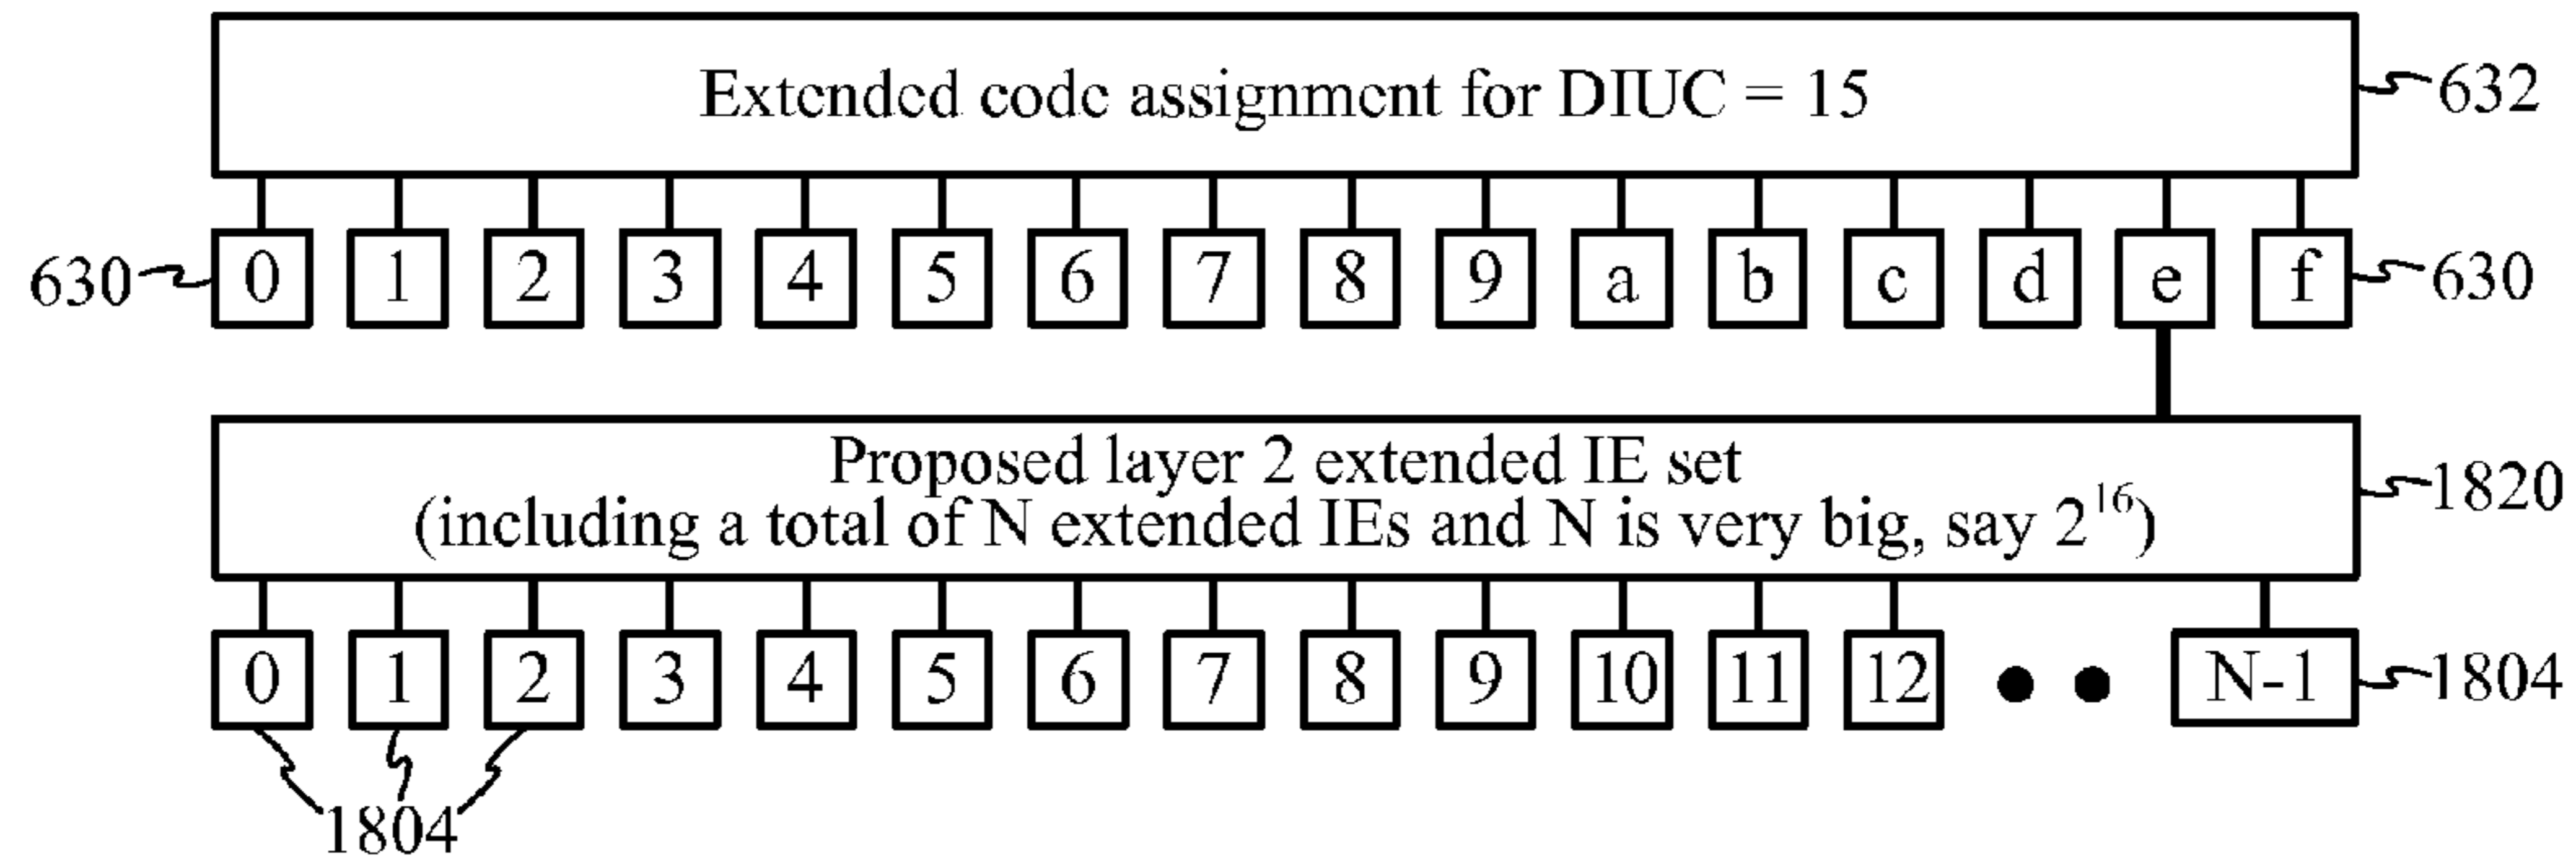 Extended code assignment for DIUC = 15
632
630 0 1 2 3 4 5 6 7 8 9 a b c d e f 630
Proposed layer 2 extended IE set
(including a total of N extended IEs and N is very big, say 2^16)
1820
0 1 2 3 4 5 6 7 8 9 10 11 12 N-1 1804
1804